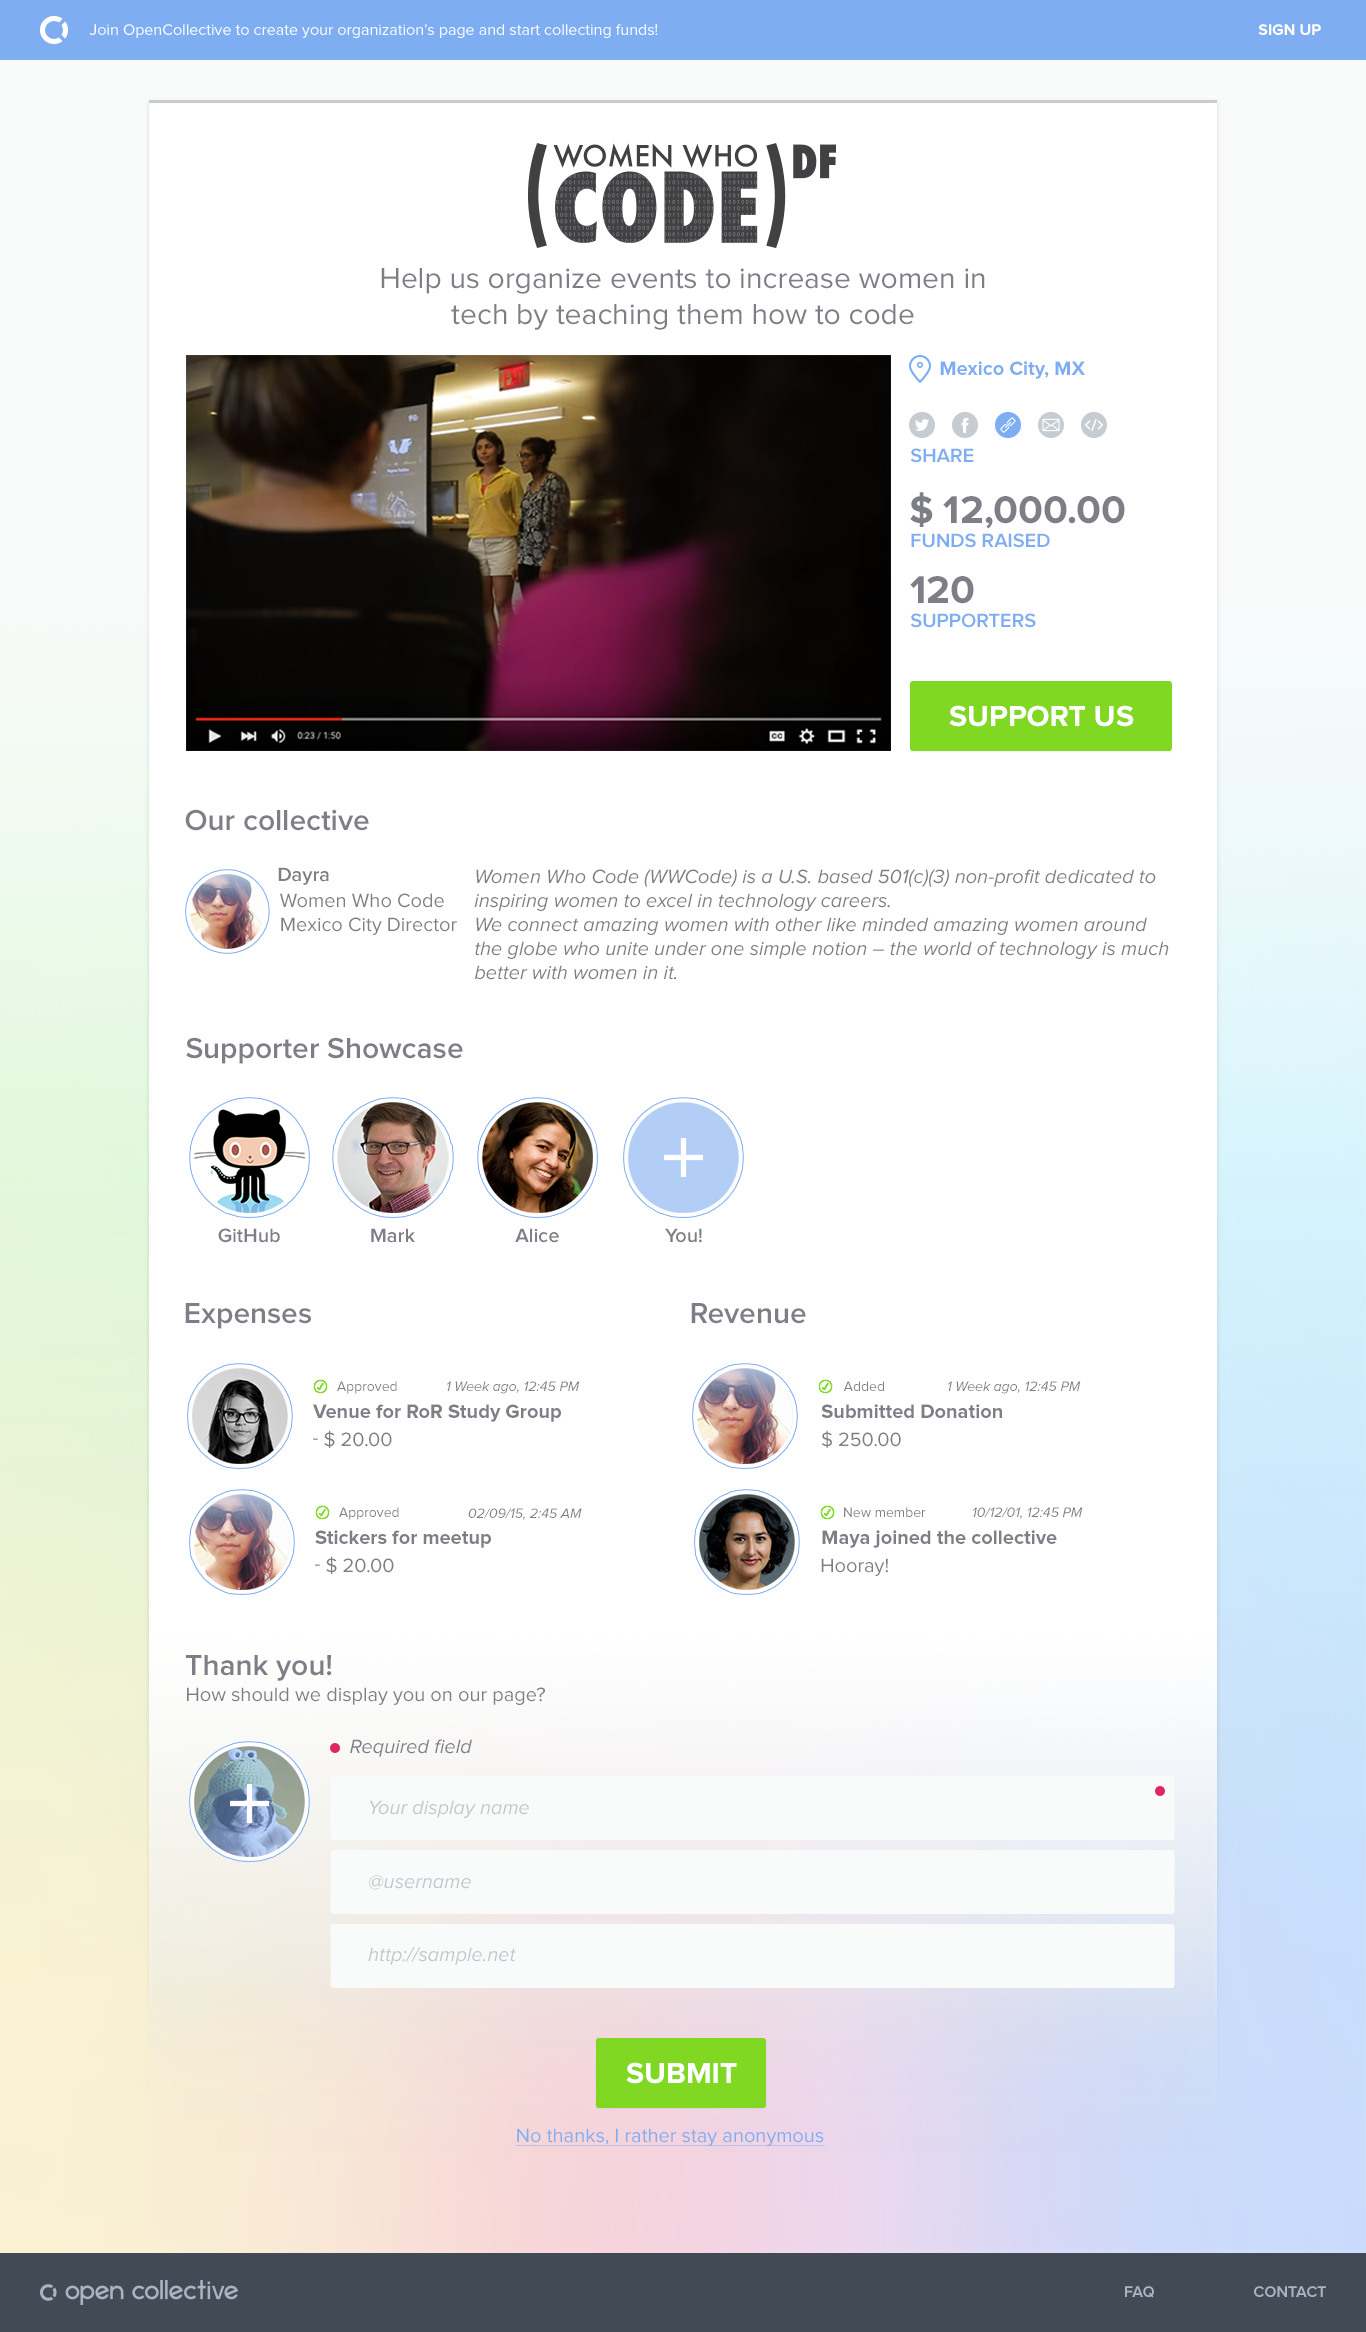 Join OpenCollective to create your organization's page and start collecting funds!
SIGN UP
(WOMEN WHO CODE) DF
Help us organize events to increase women in
tech by teaching them how to code
EXIT
0:23 / 1:50
CC
Mexico City, MX
SHARE
$ 12,000.00
FUNDS RAISED
120
SUPPORTERS
SUPPORT US
Our collective
Dayra
Women Who Code
Mexico City Director
Women Who Code (WWCode) is a U.S. based 501(c)(3) non-profit dedicated to
inspiring women to excel in technology careers.
We connect amazing women with other like minded amazing women around
the globe who unite under one simple notion – the world of technology is much
better with women in it.
Supporter Showcase
GitHub
Mark
Alice
You!
Expenses
Approved 1 Week ago, 12:45 PM
Venue for RoR Study Group
- $ 20.00
Approved 02/09/15, 2:45 AM
Stickers for meetup
- $ 20.00
Revenue
Added 1 Week ago, 12:45 PM
Submitted Donation
$ 250.00
New member 10/12/01, 12:45 PM
Maya joined the collective
Hooray!
Thank you!
How should we display you on our page?
Required field
Your display name
@username
http://sample.net
SUBMIT
No thanks, I rather stay anonymous
open collective
FAQ
CONTACT